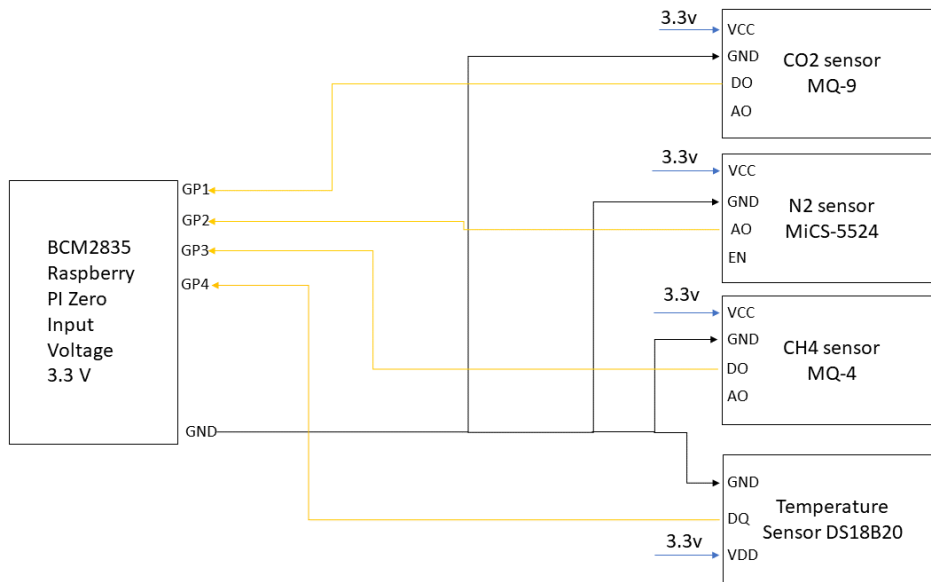 3.3v
VCC
GND
DO
AO
CO2 sensor
MQ-9
3.3v
VCC
GND
AO
EN
N2 sensor
MiCS-5524
GP1
GP2
GP3
GP4
GND
BCM2835
Raspberry
PI Zero
Input
Voltage
3.3 V
3.3v
VCC
GND
DO
AO
CH4 sensor
MQ-4
GND
DQ
VDD
3.3v
Temperature
Sensor DS18B20